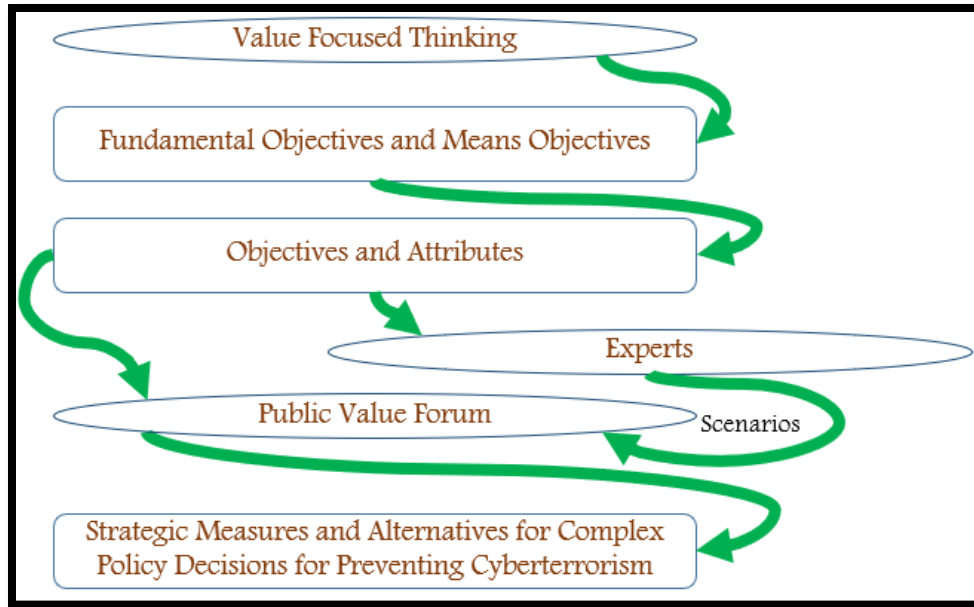 Value Focused Thinking
Fundamental Objectives and Means Objectives
Objectives and Attributes
Experts
Public Value Forum
Scenarios
Strategic Measures and Alternatives for Complex
Policy Decisions for Preventing Cyberterrorism